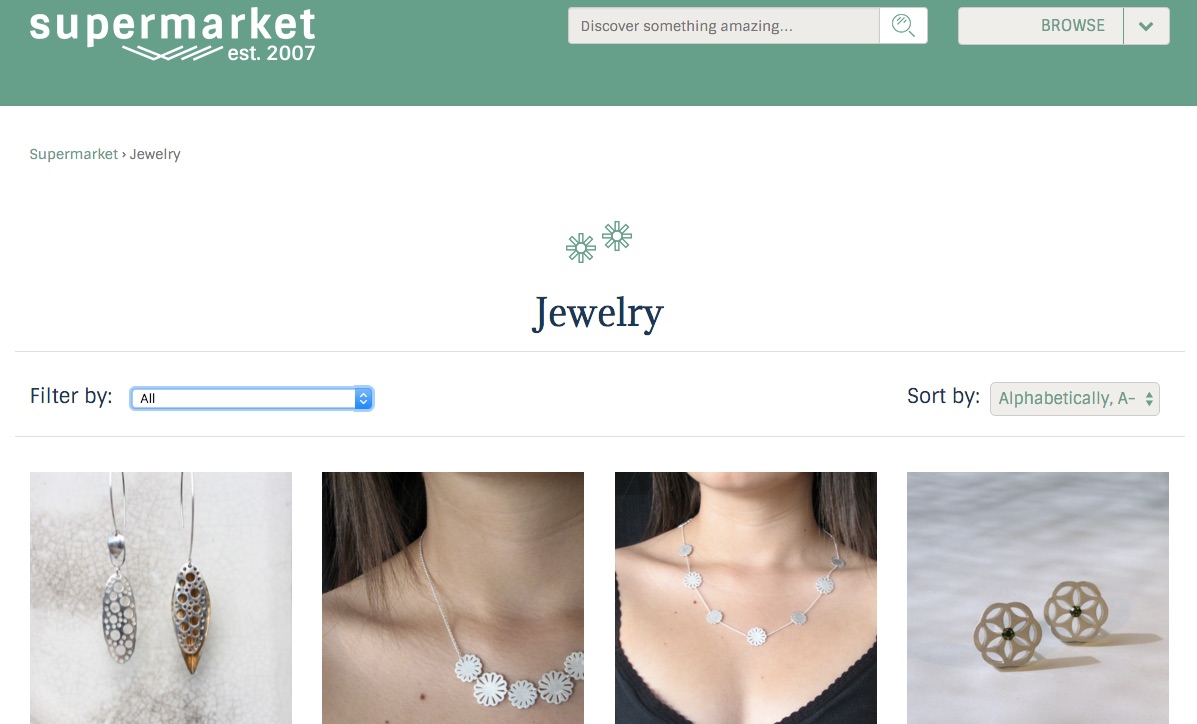 supermarket
est. 2007
Discover something amazing...
BROWSE
Supermarket › Jewelry
Jewelry
Filter by:
All
Sort by:
Alphabetically, A-